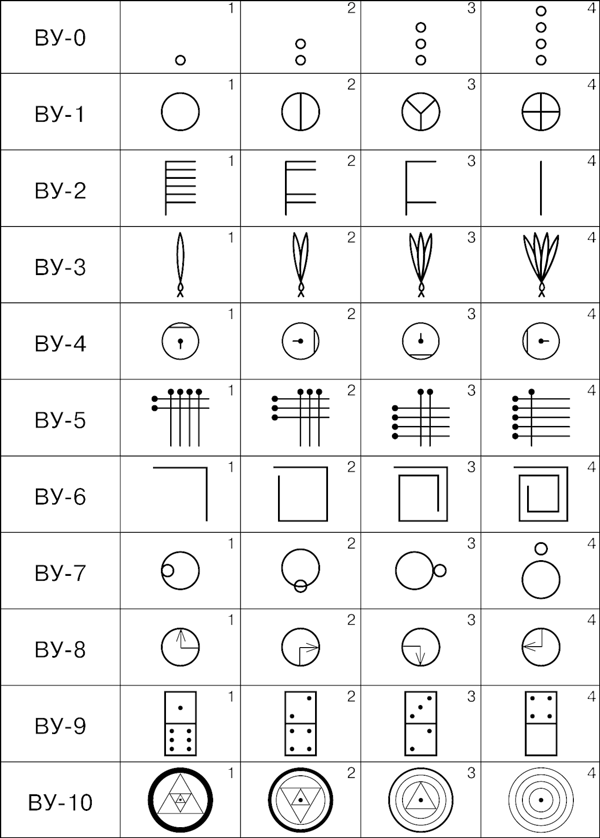 ВУ-0 1 2 3 4
ВУ-1 1 2 3 4
ВУ-2 1 2 3 4
ВУ-3 1 2 3 4
ВУ-4 1 2 3 4
ВУ-5 1 2 3 4
ВУ-6 1 2 3 4
ВУ-7 1 2 3 4
ВУ-8 1 2 3 4
ВУ-9 1 2 3 4
ВУ-10 1 2 3 4